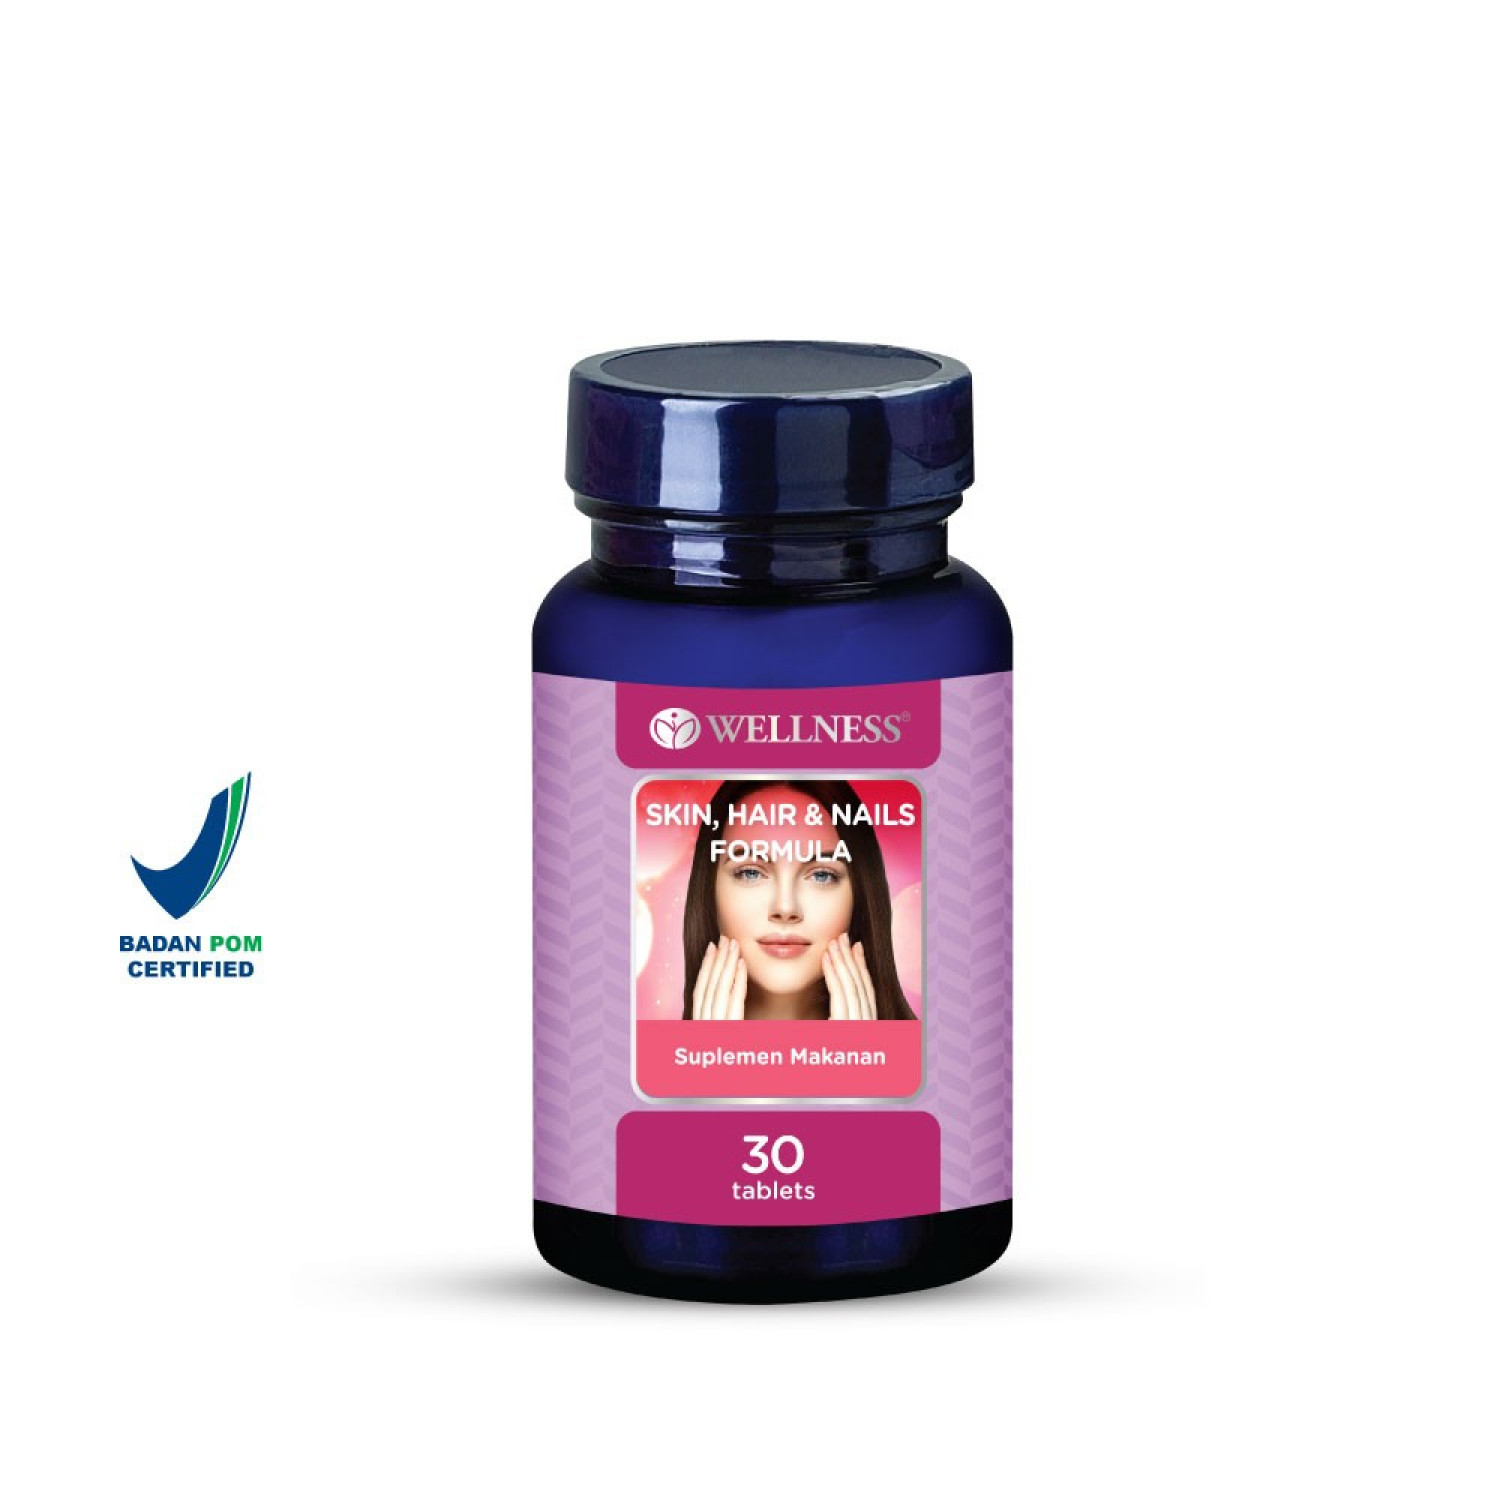 WELLNESS®
SKIN, HAIR & NAILS
FORMULA
Suplemen Makanan
30
tablets
BADAN POM
CERTIFIED